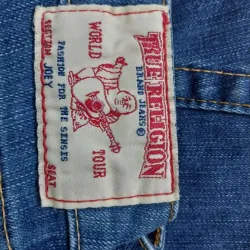 TRUE RELIGION
BRAND JEANS®
WORLD TOUR
FASHION FOR THE SENSES
SECTION JOEY SEAT